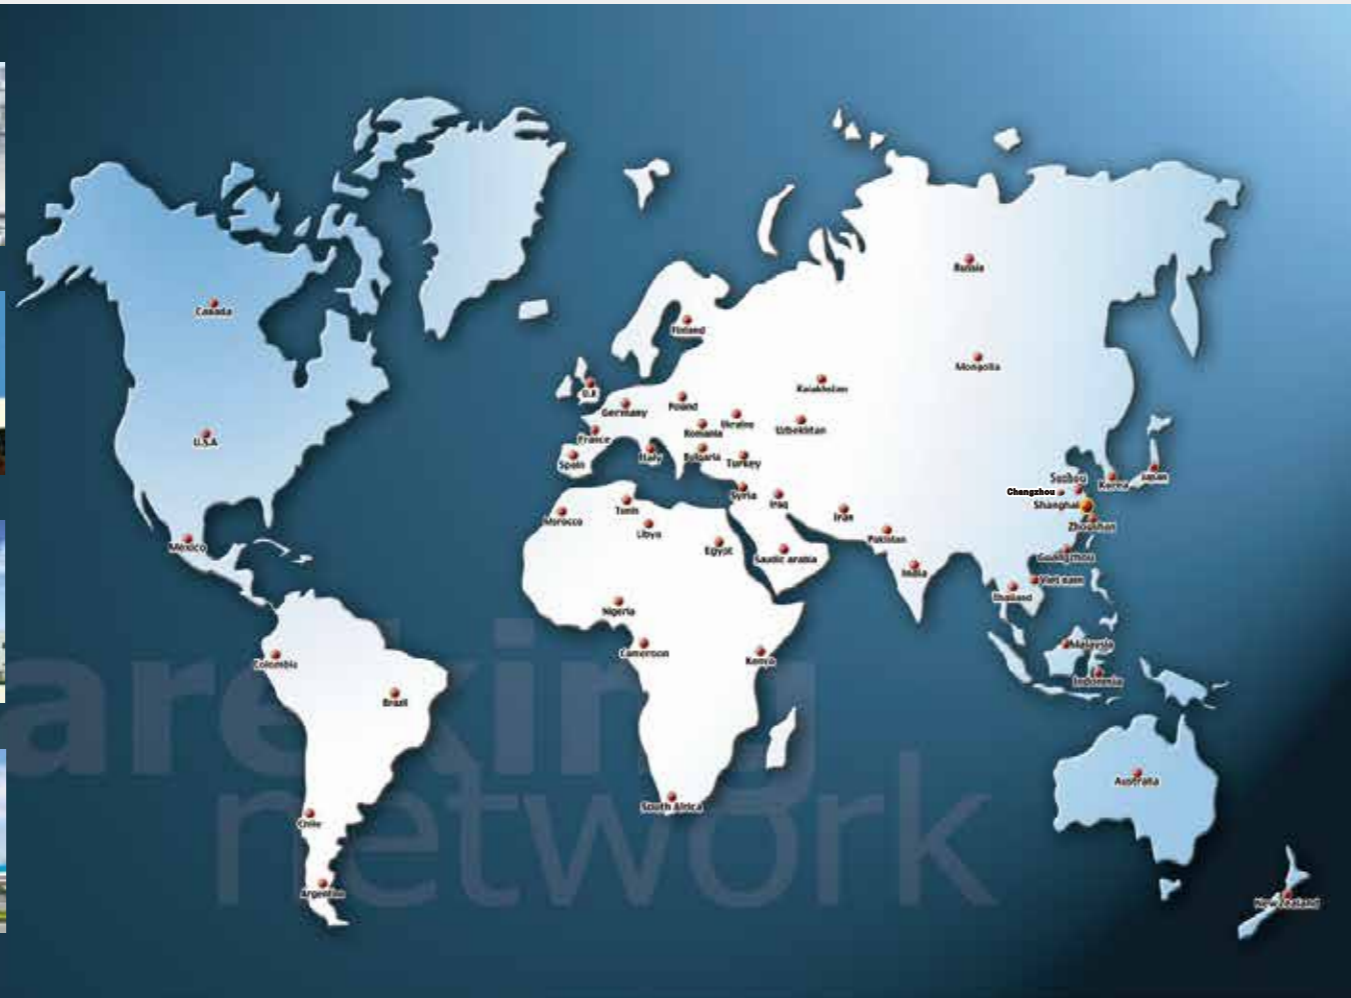 Russia
Canada
Finland
Mongolia
Kazakhstan
U.K
Germany
Poland
Ukraine
Uzbekistan
Romania
France
U.S.A
Italy
Bulgaria
Turkey
Spain
Suzhou
Korea
Japan
Changzhou
Syria
Iraq
Shanghai
Tunis
Iran
Morocco
Zhoushan
Libya
Pakistan
Mexico
Egypt
Saudic arabia
Guangzhou
India
Viet nam
Thailand
Nigeria
Malaysia
Cameroon
Kenya
Colombia
Indonesia
Brazil
areking
network
Australia
South Africa
Chile
Argentina
New Zealand